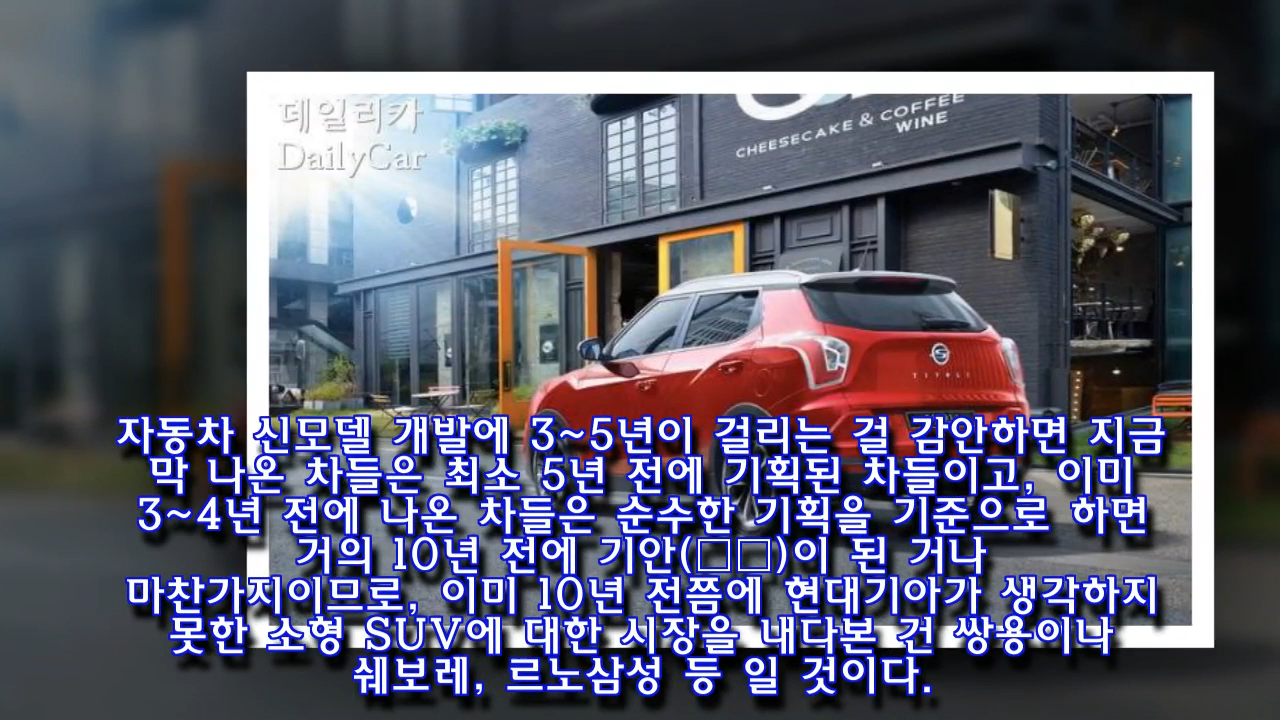 데일리카
DailyCar
CHEESECAKE & COFFEE
WINE
TIVOLI
자동차 신모델 개발에 3~5년이 걸리는 걸 감안하면 지금
막 나온 차들은 최소 5년 전에 기획된 차들이고, 이미
3~4년 전에 나온 차들은 순수한 기획을 기준으로 하면
거의 10년 전에 기안(□□)이 된 거나
마찬가지이므로, 이미 10년 전쯤에 현대기아가 생각하지
못한 소형 SUV에 대한 시장을 내다본 건 쌍용이나
쉐보레, 르노삼성 등 일 것이다.